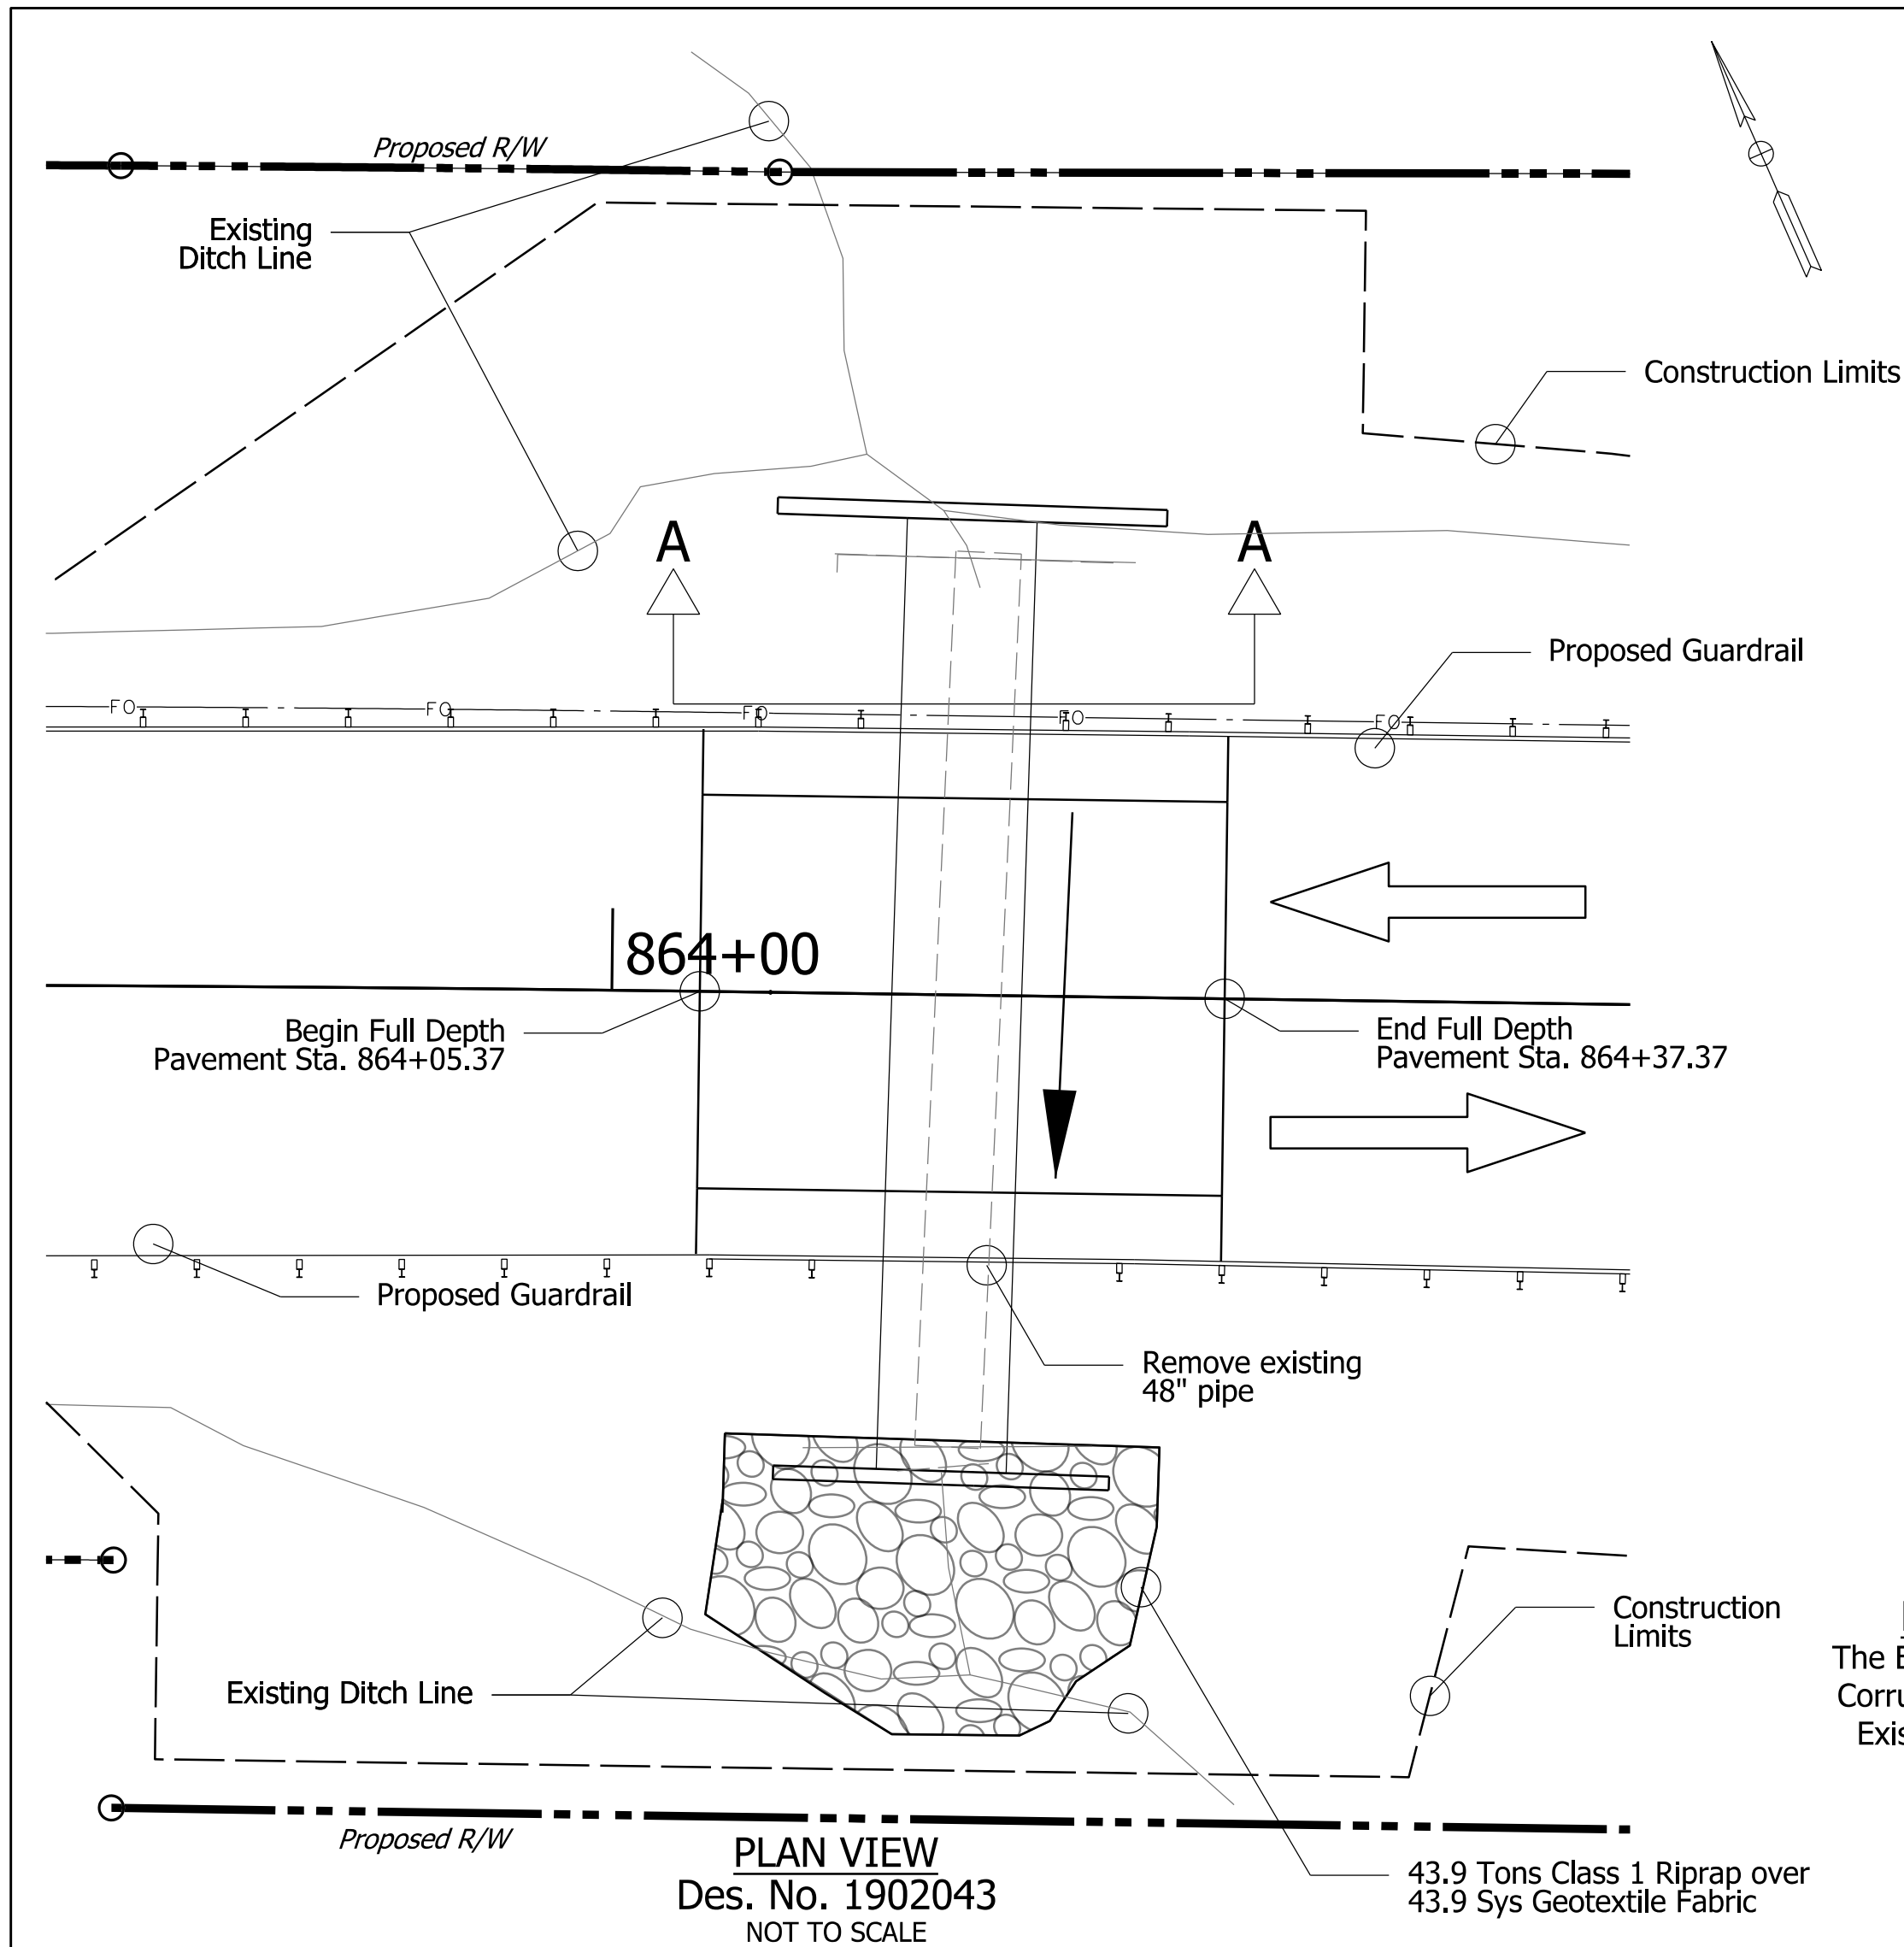 Proposed R/W
Existing
Ditch Line
Construction Limits
A
A
Proposed Guardrail
FO
FO
FO
FO
FO
864+00
Begin Full Depth
Pavement Sta. 864+05.37
End Full Depth
Pavement Sta. 864+37.37
Proposed Guardrail
Remove existing
48" pipe
Construction
Limits
The
Existing Ditch Line
Proposed R/W
PLAN VIEW
Des. No. 1902043
NOT TO SCALE
43.9 Tons Class 1 Riprap over
43.9 Sys Geotextile Fabric